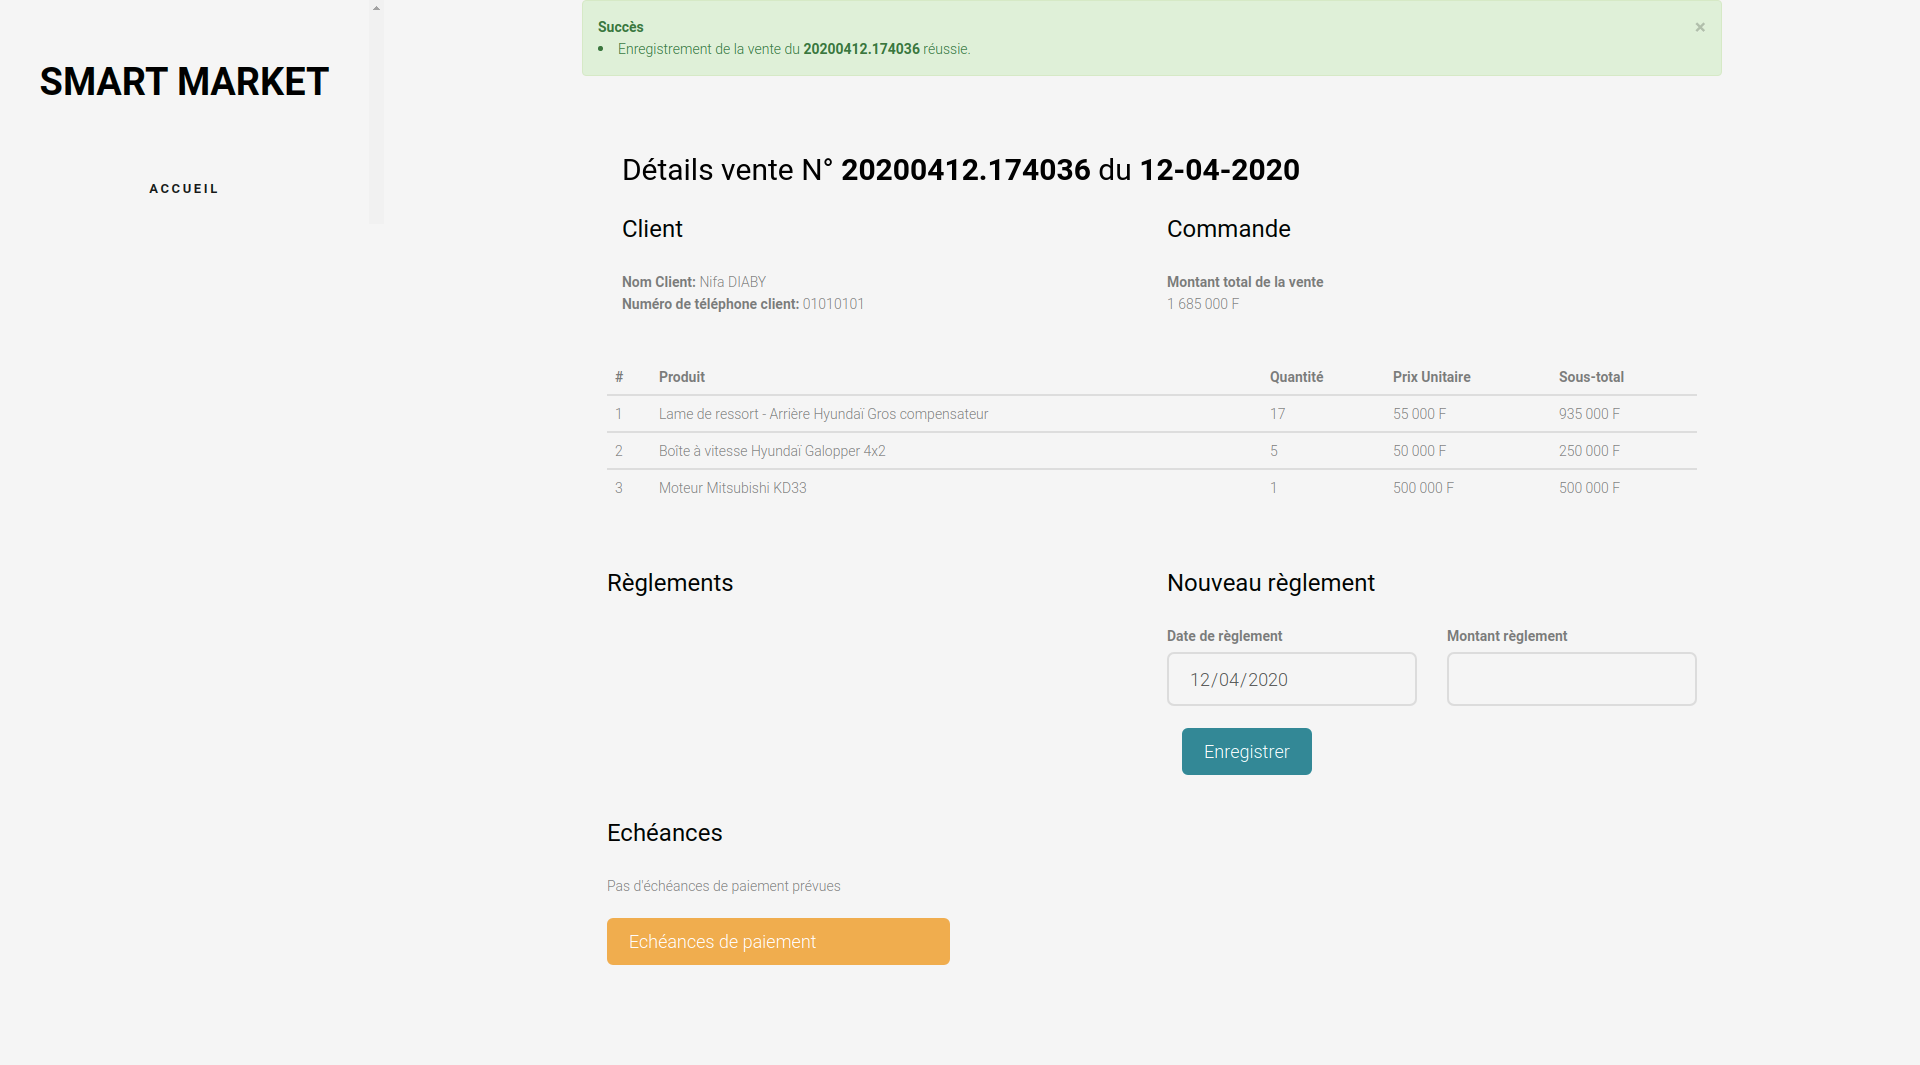 Succès
×
• Enregistrement de la vente du 20200412.174036 réussie.
SMART MARKET
ACCUEIL
Détails vente N° 20200412.174036 du 12-04-2020
Client
Commande
Nom Client: Nifa DIABY
Montant total de la vente
Numéro de téléphone client: 01010101
1 685 000 F
# Produit Quantité Prix Unitaire Sous-total
1 Lame de ressort - Arrière Hyundaï Gros compensateur 17 55 000 F 935 000 F
2 Boîte à vitesse Hyundaï Galopper 4x2 5 50 000 F 250 000 F
3 Moteur Mitsubishi KD33 1 500 000 F 500 000 F
Règlements
Nouveau règlement
Date de règlement Montant règlement
12/04/2020
Enregistrer
Echéances
Pas d'échéances de paiement prévues
Echéances de paiement